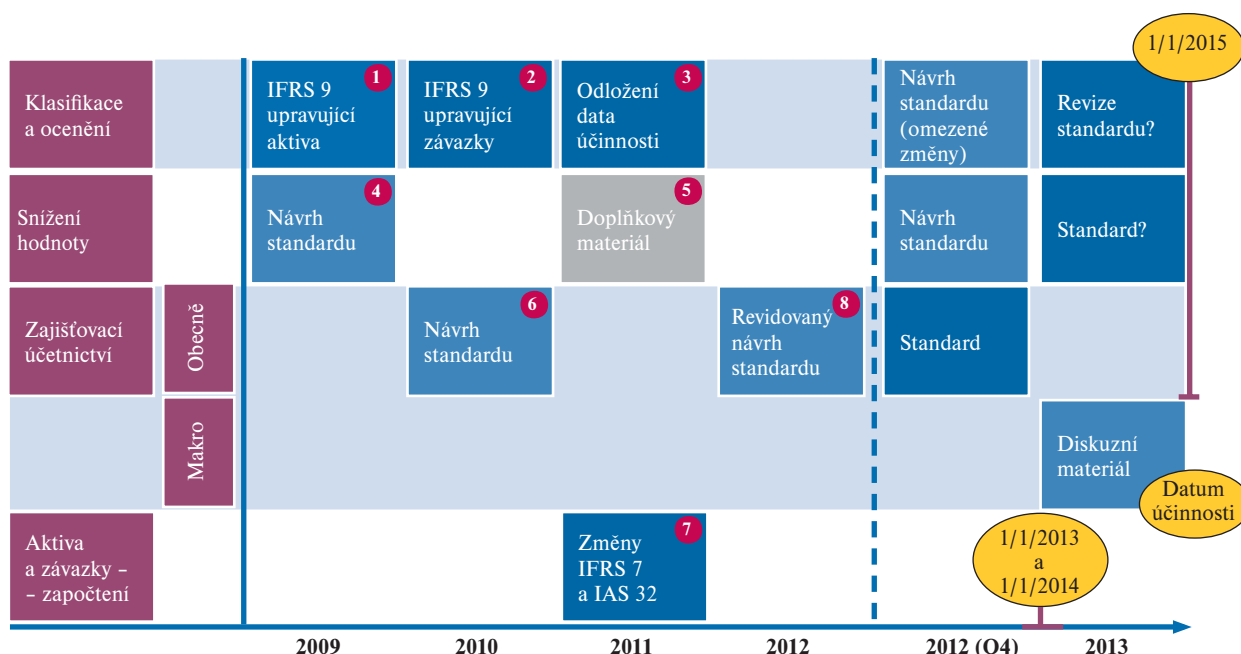 1/1/2015
Klasifikace
a ocenění
1
IFRS 9
upravující
aktiva
2
IFRS 9
upravující
závazky
3
Odložení
data
účinnosti
Návrh
standardu
(omezené
změny)
Revize
standardu?
Snížení
hodnoty
4
Návrh
standardu
5
Doplňkový
materiál
Návrh
standardu
Standard?
Zajišťovací
účetnictví
Obecně
6
Návrh
standardu
8
Revidovaný
návrh
standardu
Standard
Makro
Diskuzní
materiál
Datum
účinnosti
Aktiva
a závazky –
– započtení
7
Změny
IFRS 7
a IAS 32
1/1/2013
a
1/1/2014
2009
2010
2011
2012
2012 (Q4)
2013